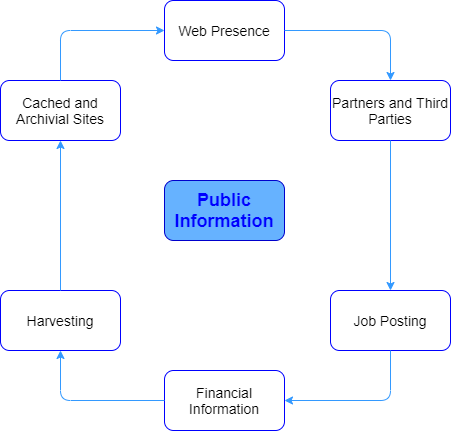 Web Presence
Cached and
Archivial Sites
Partners and Third
Parties
Public
Information
Harvesting
Job Posting
Financial
Information